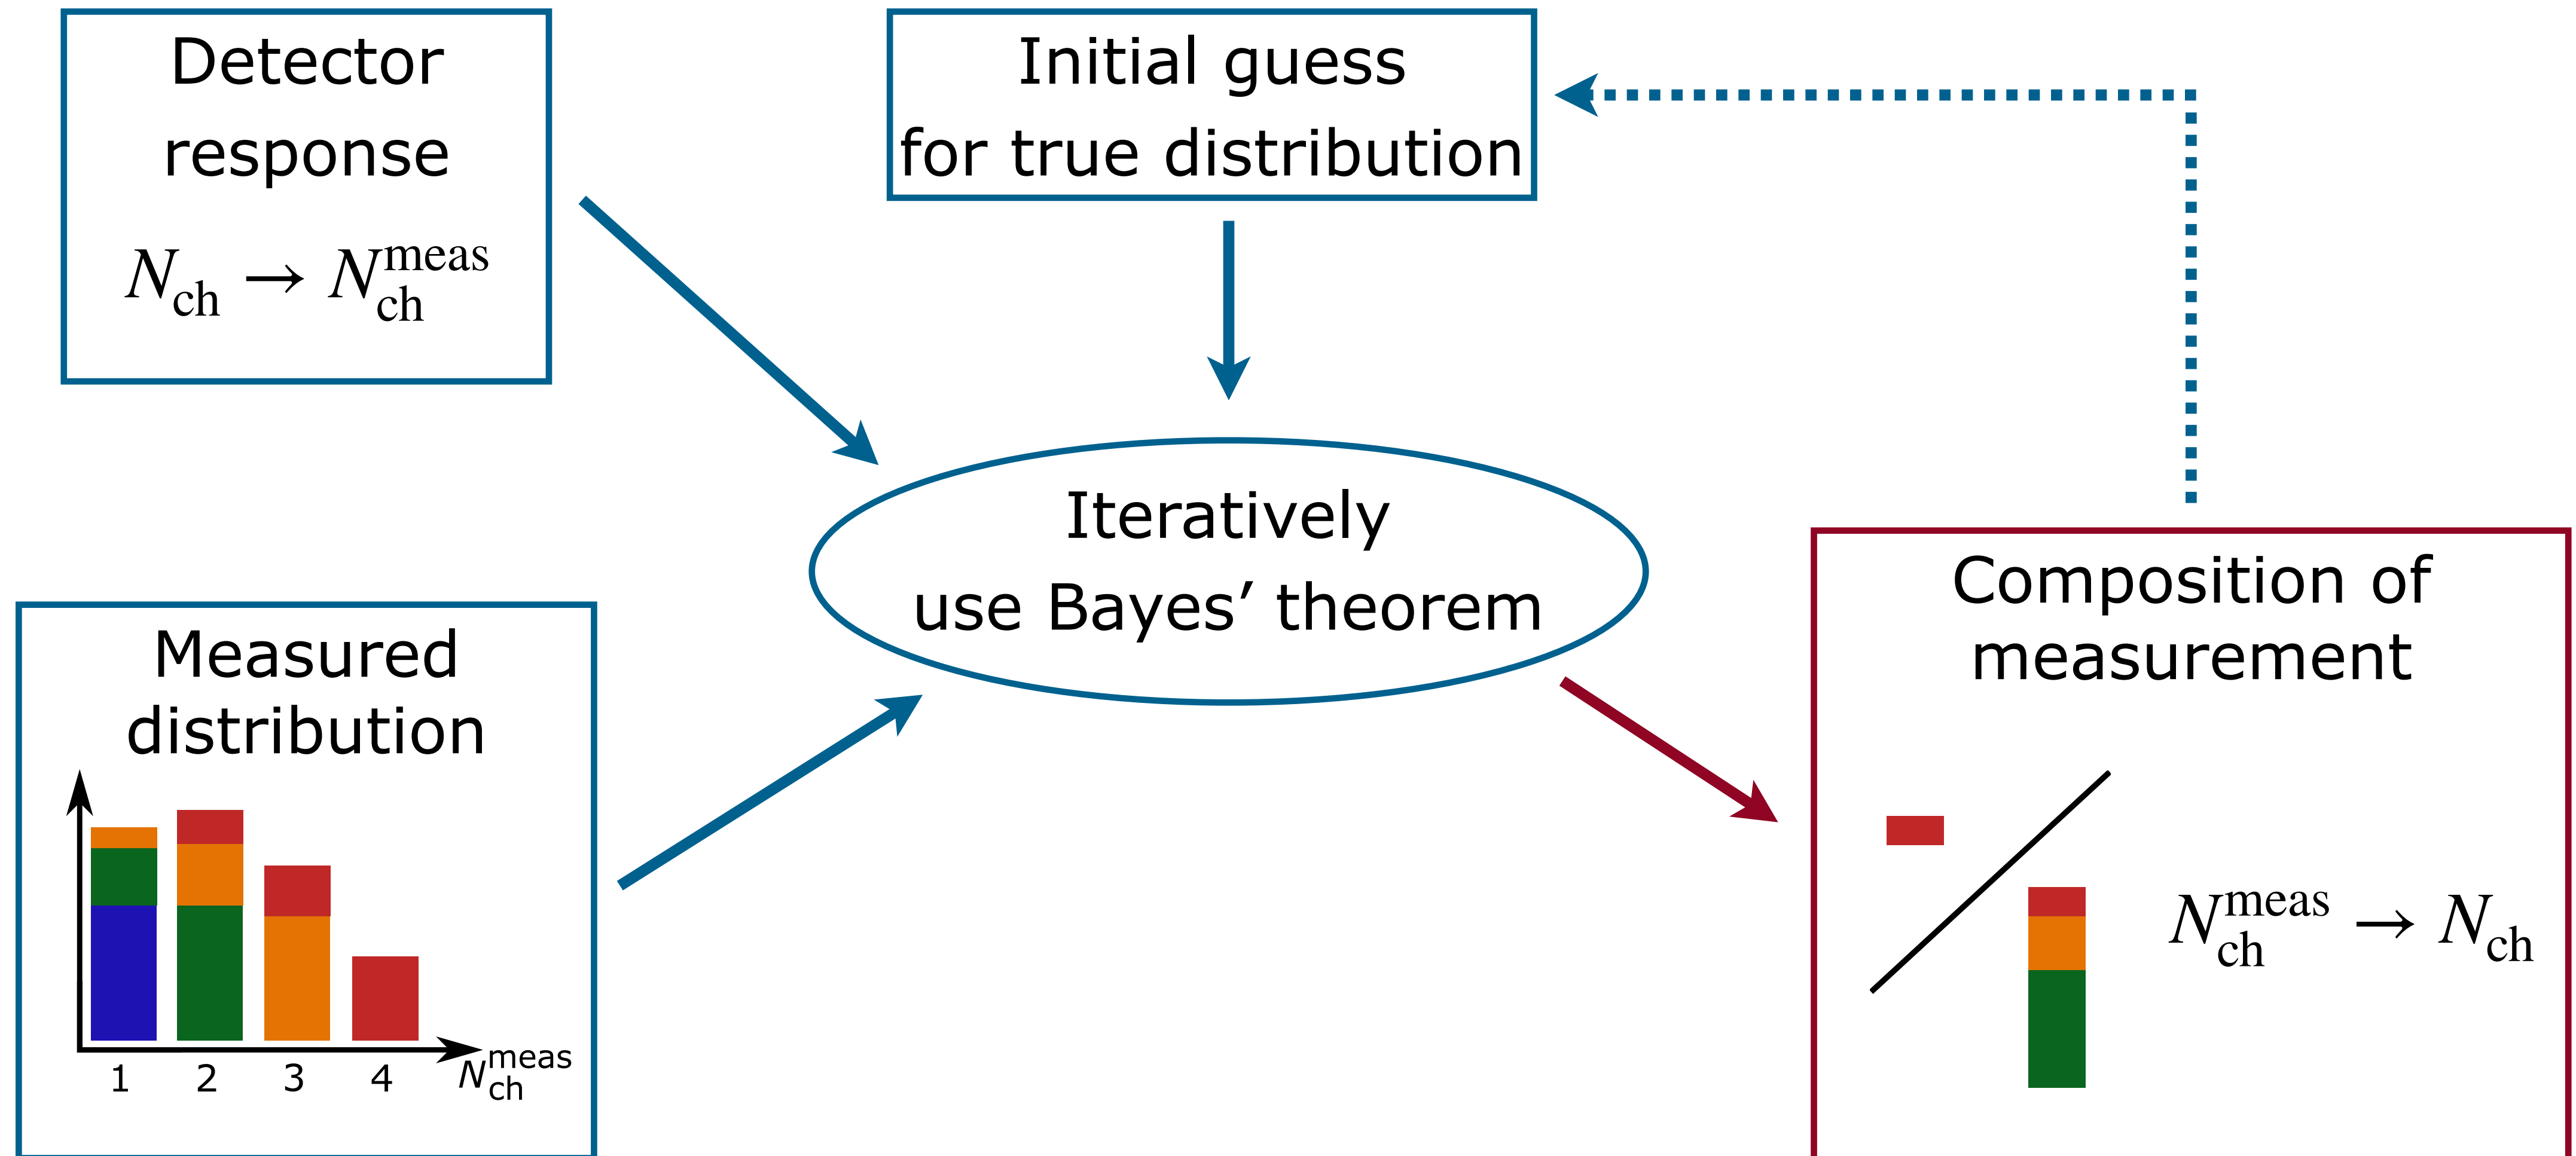 Detector
response
N_ch → N_ch^meas
Initial guess
for true distribution
Iteratively
use Bayes’ theorem
Measured
distribution
1 2 3 4 N_ch^meas
Composition of
measurement
N_ch^meas → N_ch